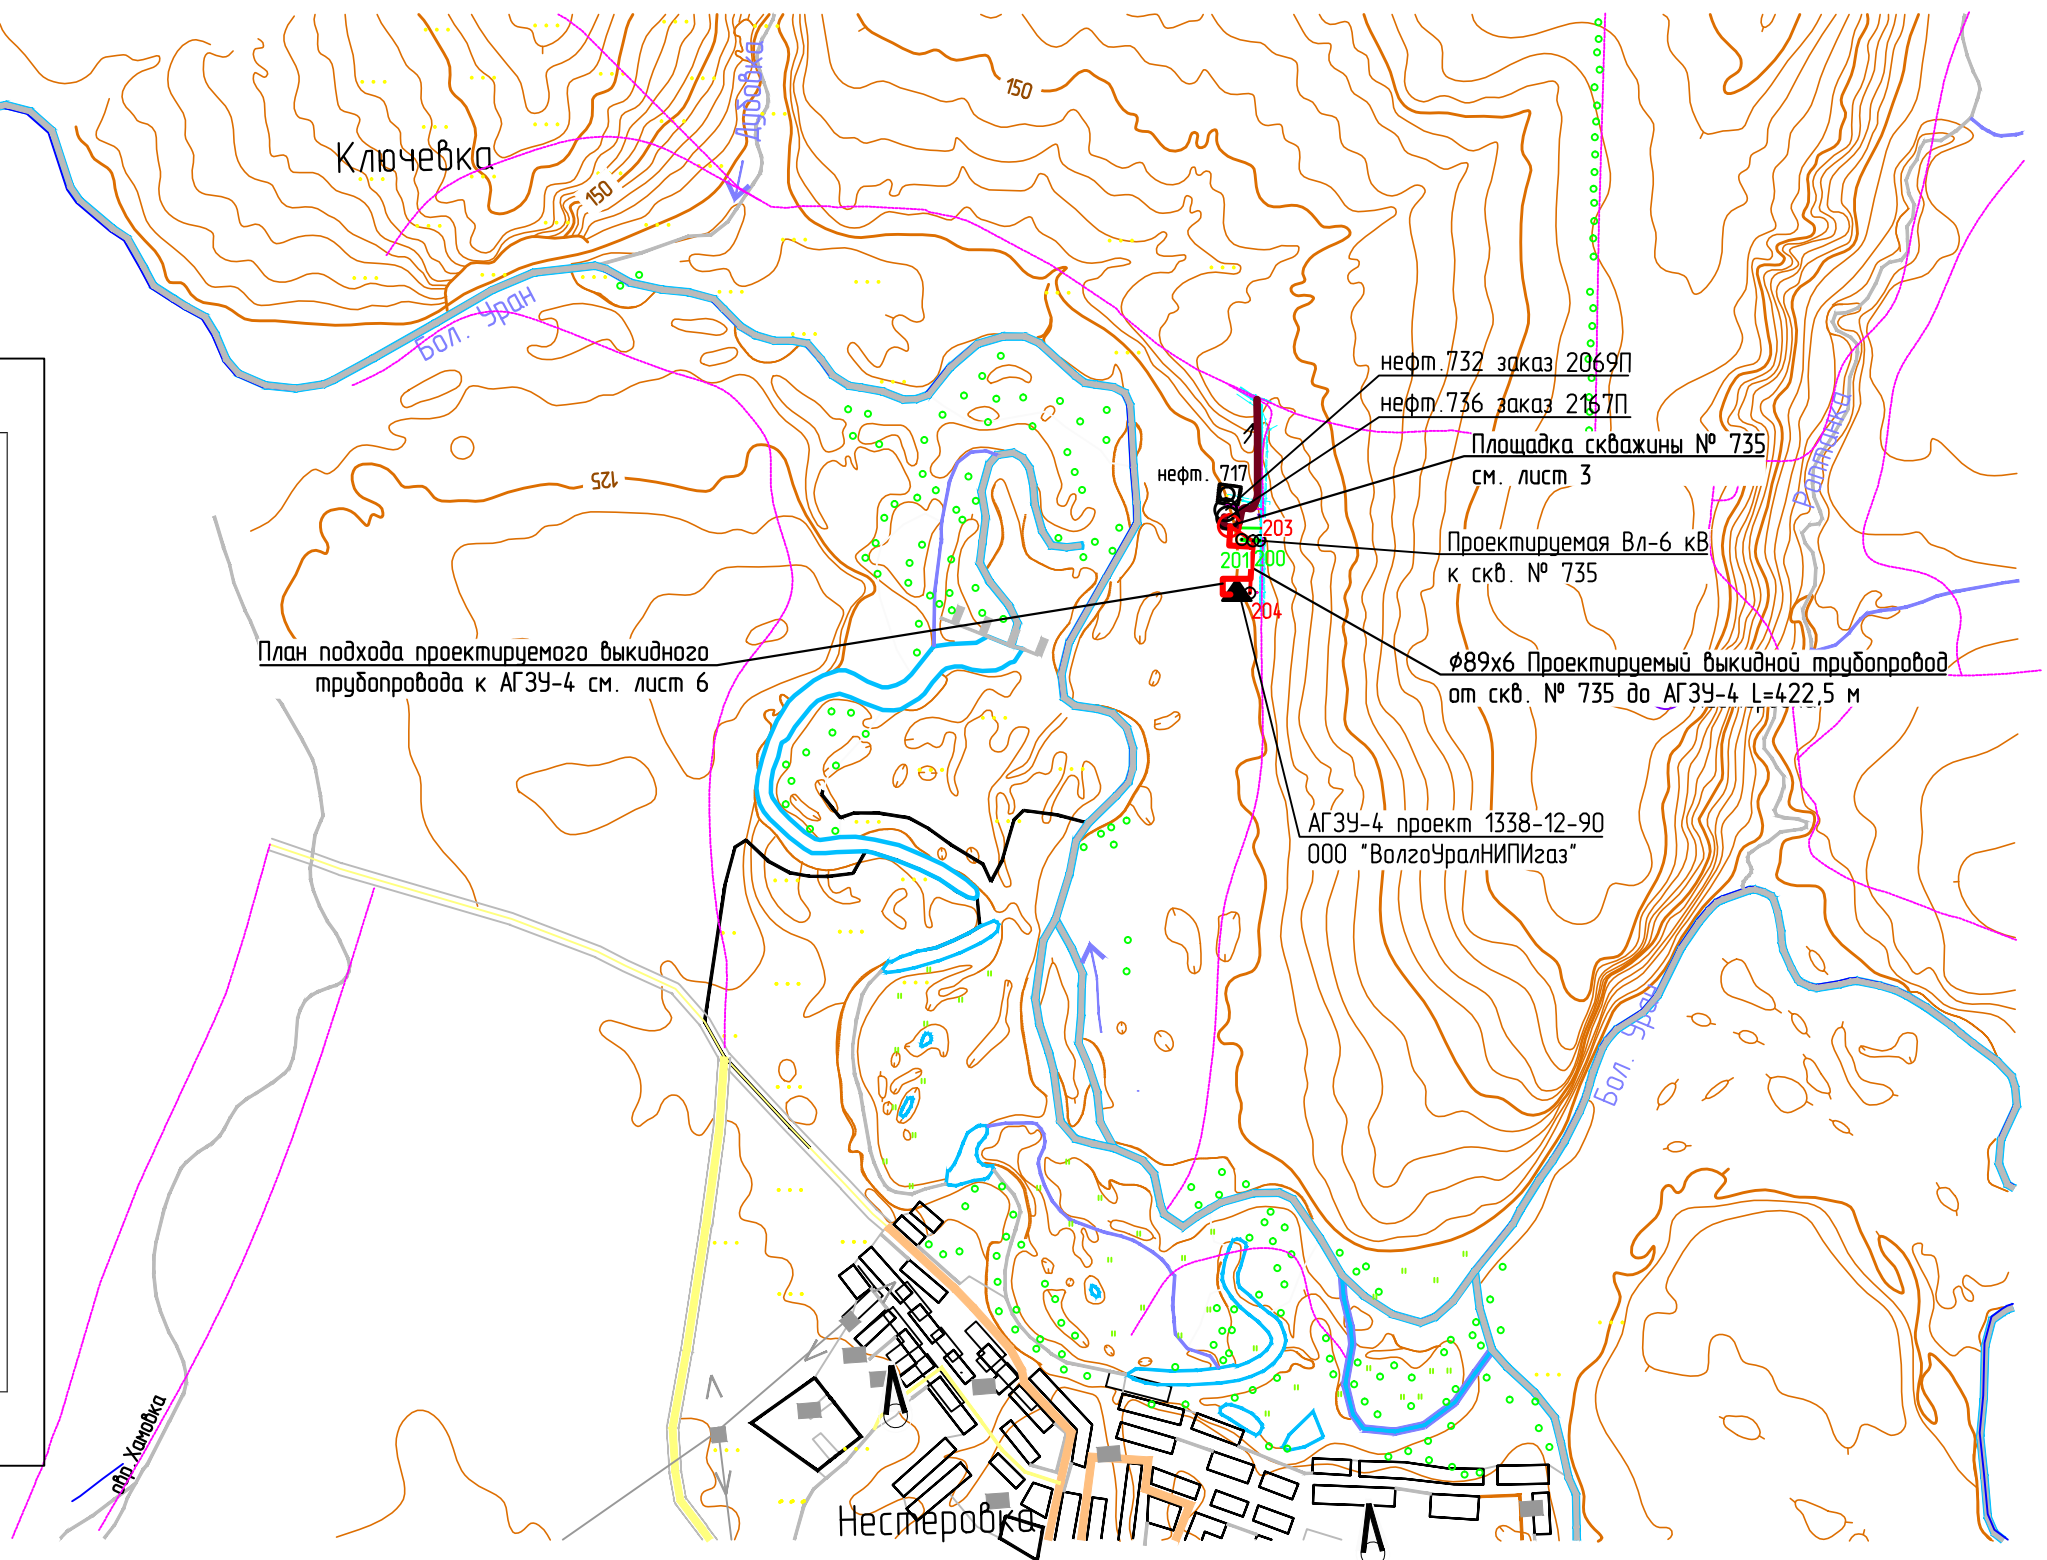 150
Дубовка
Ключевка
150
Бол. Уран
нефт.732 заказ 2069П
нефт.736 заказ 2167П
Площадка скважины № 735
см. лист 3
нефт. 717
125
203
Проектируемая Вл-6 кВ
к скв. № 735
201
200
204
План подхода проектируемого выкидного
трубопровода к АГЗУ-4 см. лист 6
ф89х6 Проектируемый выкидной трубопровод
от скв. № 735 до АГЗУ-4 L=422,5 м
АГЗУ-4 проект 1338-12-90
ООО "ВолгоУралНИПИгаз"
Бол. Уран
овр.Хамовка
Нестеровка